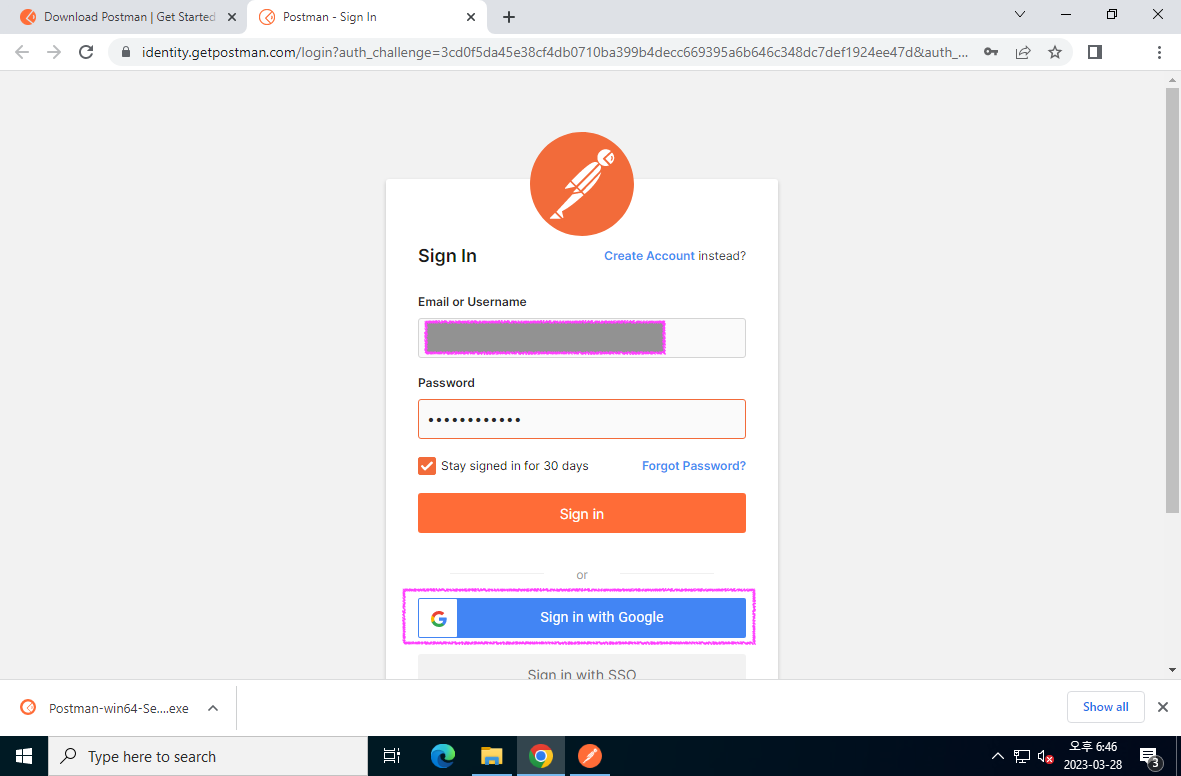 Download Postman | Get Started
Postman - Sign In
identity.getpostman.com/login?auth_challenge=3cd0f5da45e38cf4db0710ba399b4decc669395a6b646c348dc7def1924ee47d&auth_...
Sign In
Create Account instead?
Email or Username
Password
••••••••••••
Stay signed in for 30 days
Forgot Password?
Sign in
or
Sign in with Google
Sign in with SSO
Postman-win64-Se....exe
Show all
Type here to search
오후 6:46
2023-03-28
3